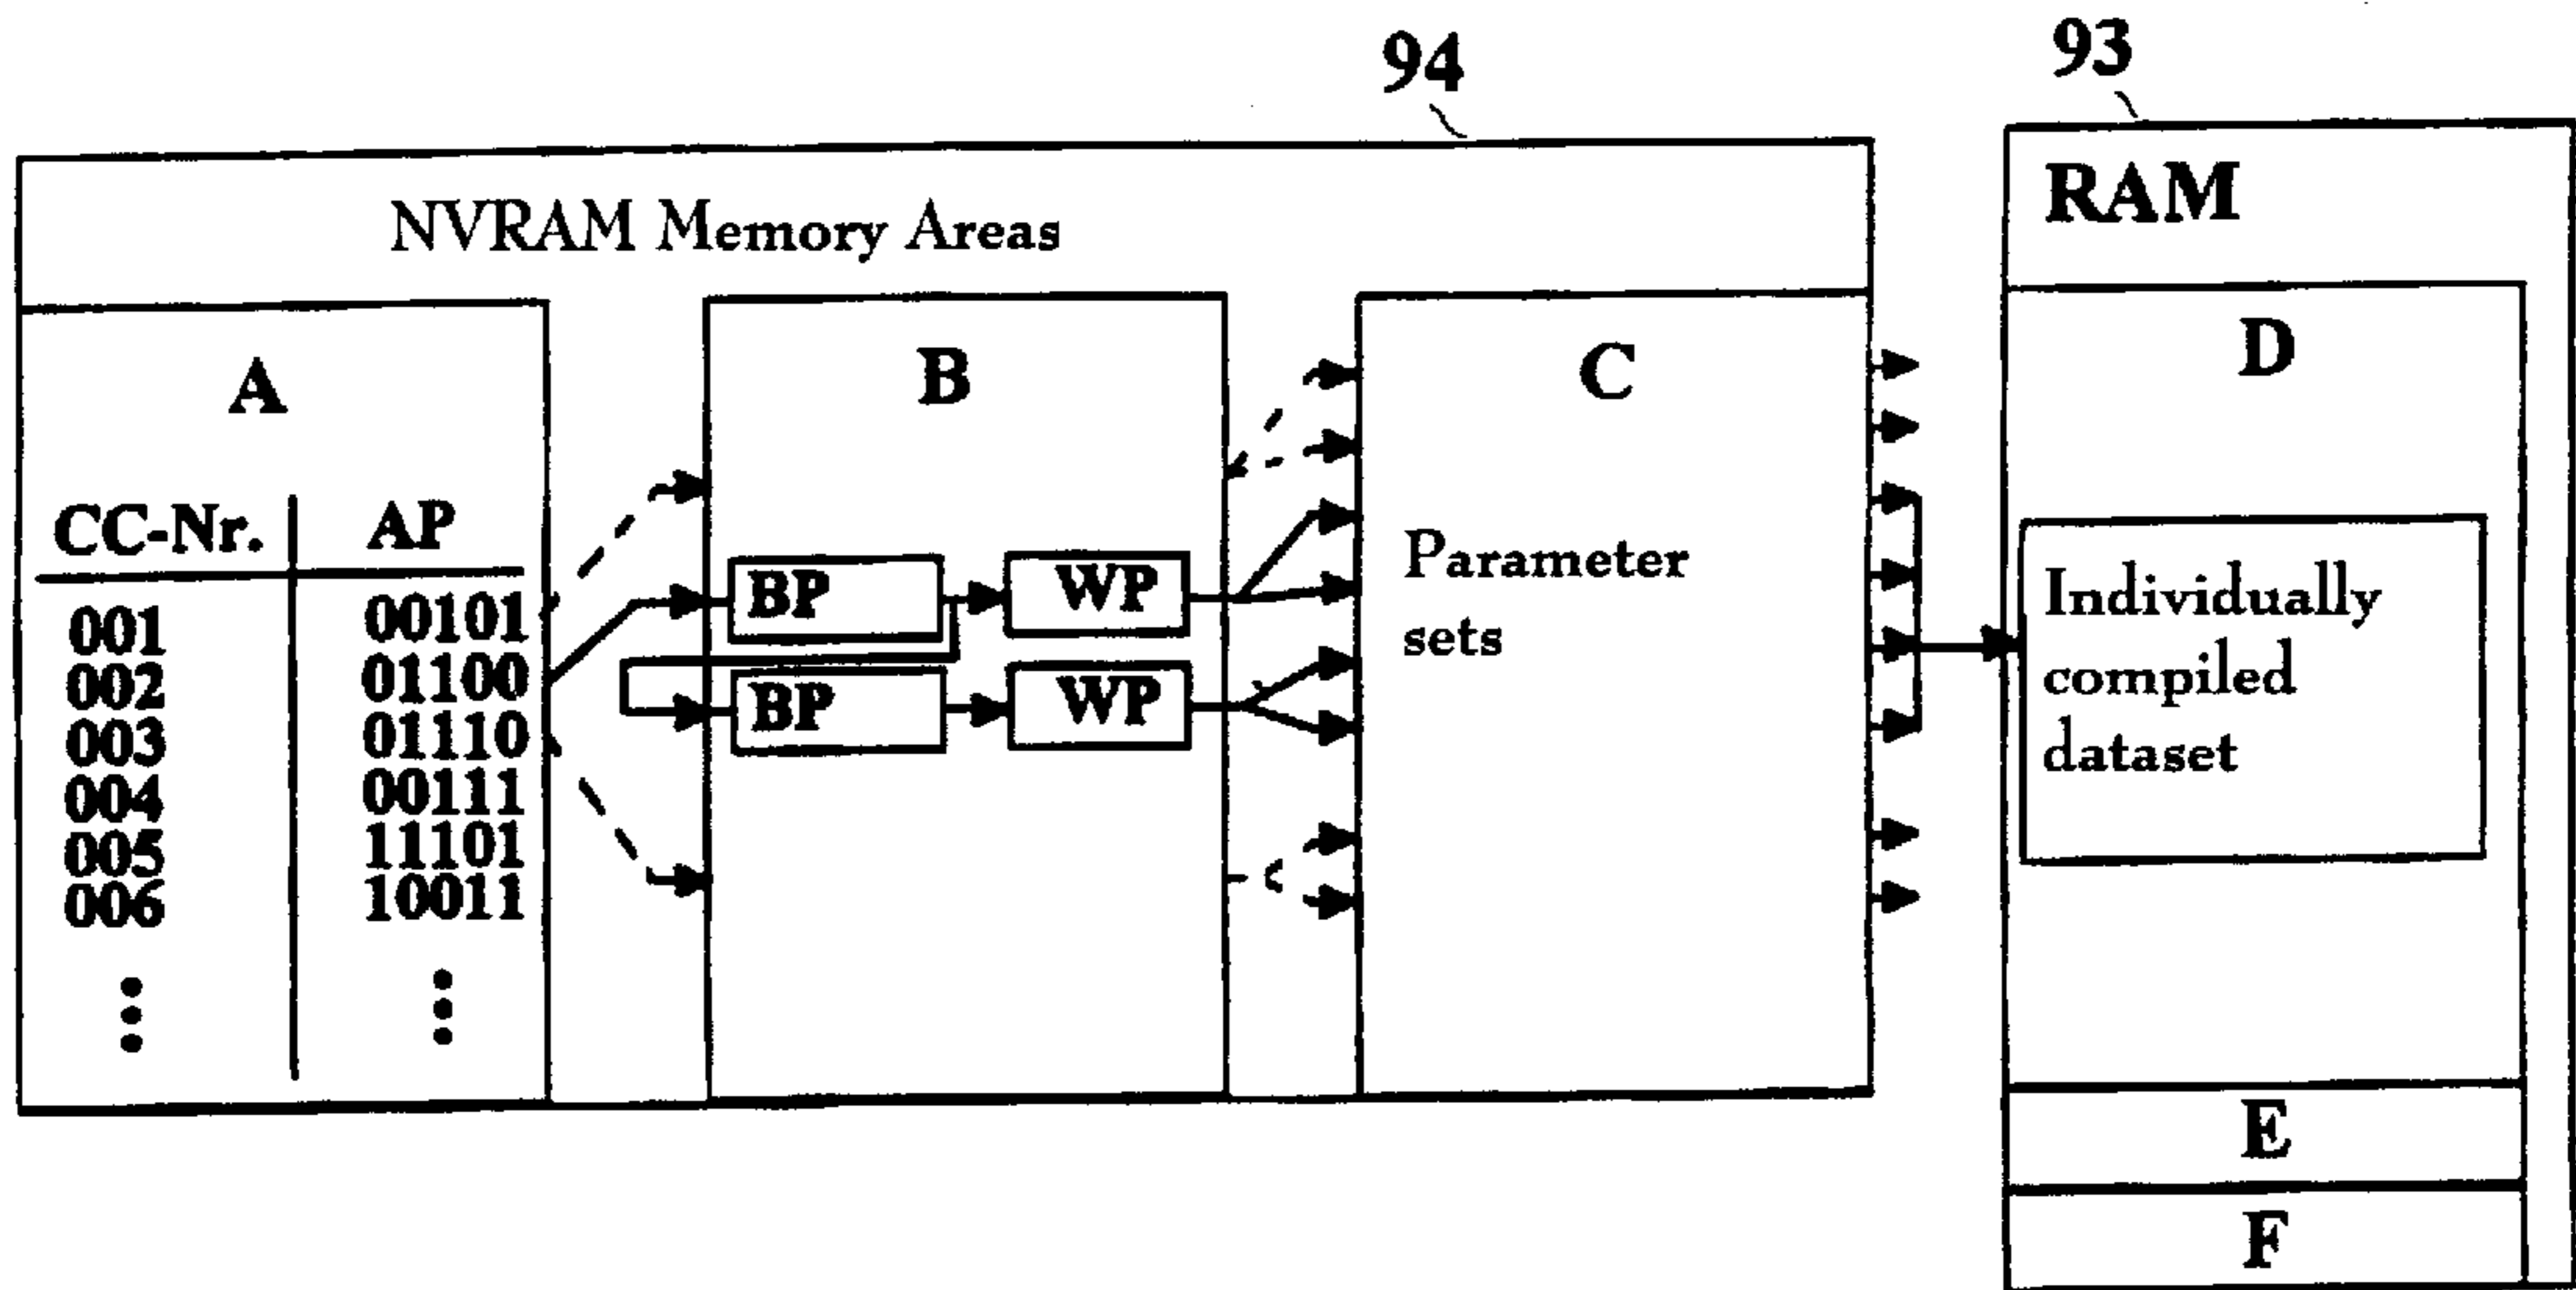 94
93
NVRAM Memory Areas
RAM
A
B
C
D
CC-Nr. AP
001 00101
002 01100
003 01110
004 00111
005 11101
006 10011
BP WP
BP WP
Parameter
sets
Individually
compiled
dataset
E
F